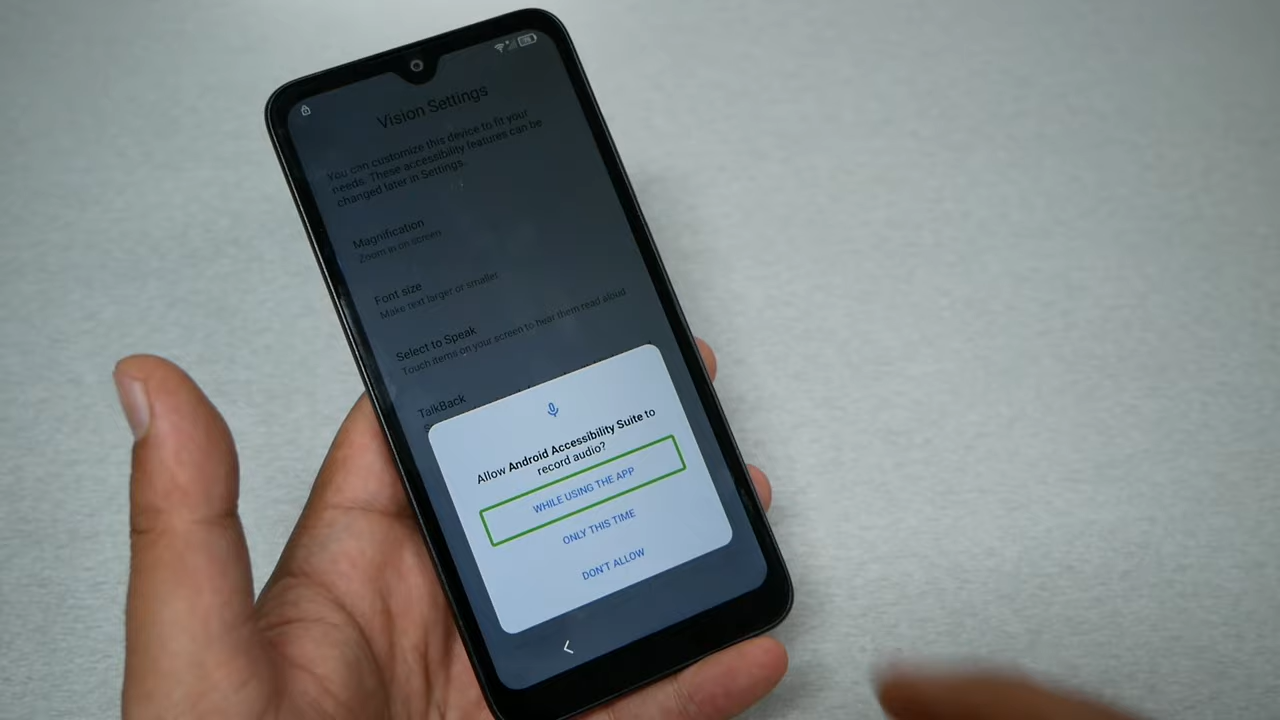 Vision Settings
You can customize this device to fit your
needs. These accessibility features can be
changed later in Settings.
Magnification
Zoom in on screen
Font size
Make text larger or smaller
Select to Speak
Touch items on your screen to hear them read aloud
TalkBack
Allow Android Accessibility Suite to
record audio?
WHILE USING THE APP
ONLY THIS TIME
DON'T ALLOW